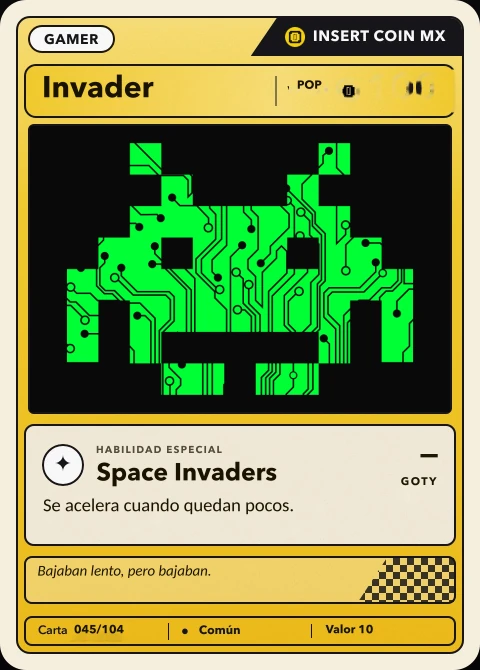 GAMER
INSERT COIN MX
Invader
POP
HABILIDAD ESPECIAL
Space Invaders
—
GOTY
Se acelera cuando quedan pocos.
Bajaban lento, pero bajaban.
Carta 045/104 • Común Valor 10